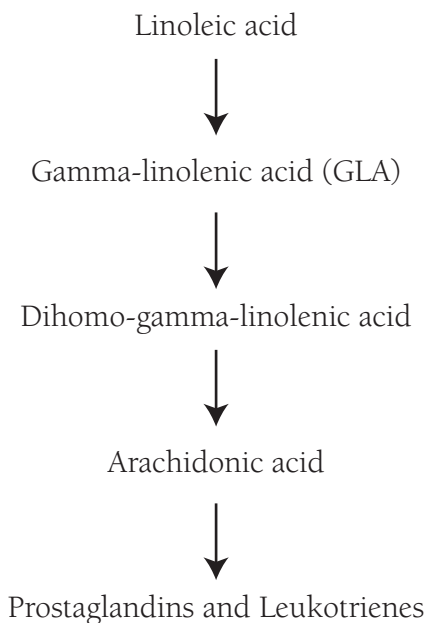 Linoleic acid
Gamma-linolenic acid (GLA)
Dihomo-gamma-linolenic acid
Arachidonic acid
Prostaglandins and Leukotrienes